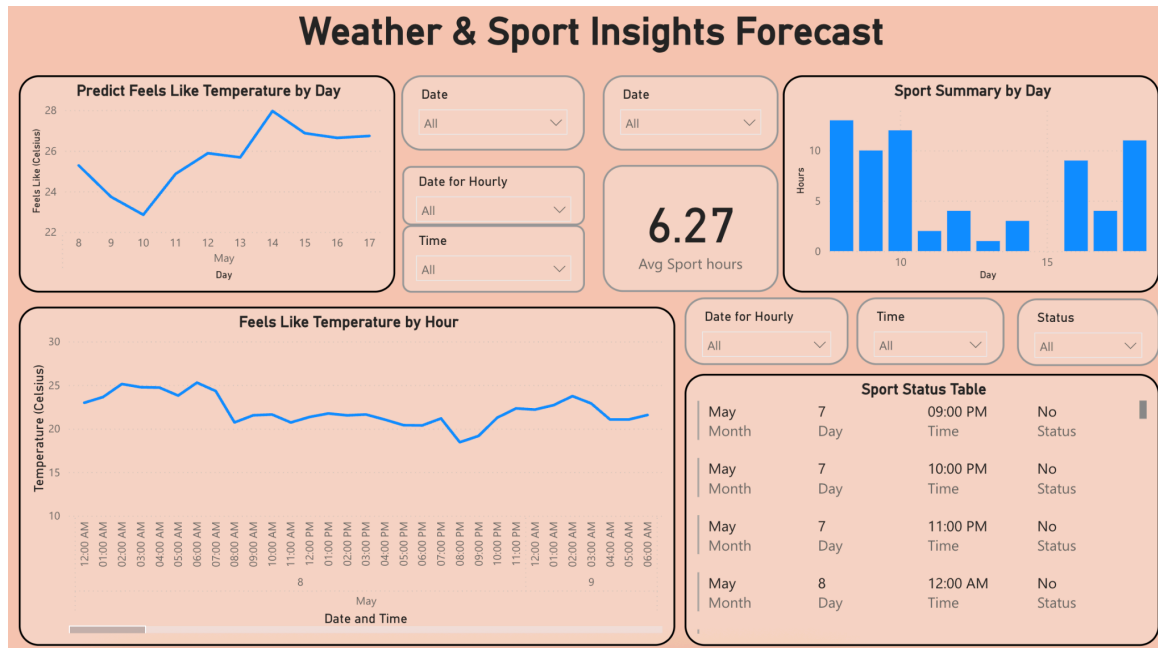 Weather & Sport Insights Forecast
Predict Feels Like Temperature by Day
Feels Like (Celsius)
28
26
24
22
8 9 10 11 12 13 14 15 16 17
May
Day
Date
All
Date for Hourly
All
Time
All
Date
All
6.27
Avg Sport hours
Sport Summary by Day
Hours
10
5
0
10 15
Day
Feels Like Temperature by Hour
Temperature (Celsius)
30
25
20
15
10
12:00 AM 01:00 AM 02:00 AM 03:00 AM 04:00 AM 05:00 AM 06:00 AM 07:00 AM 08:00 AM 09:00 AM 10:00 AM 11:00 AM 12:00 PM 01:00 PM 02:00 PM 03:00 PM 04:00 PM 05:00 PM 06:00 PM 07:00 PM 08:00 PM 09:00 PM 10:00 PM 11:00 PM 12:00 AM 01:00 AM 02:00 AM 03:00 AM 04:00 AM 05:00 AM 06:00 AM
8 9
May
Date and Time
Date for Hourly
All
Time
All
Status
All
Sport Status Table
May 7 09:00 PM No
Month Day Time Status
May 7 10:00 PM No
Month Day Time Status
May 7 11:00 PM No
Month Day Time Status
May 8 12:00 AM No
Month Day Time Status